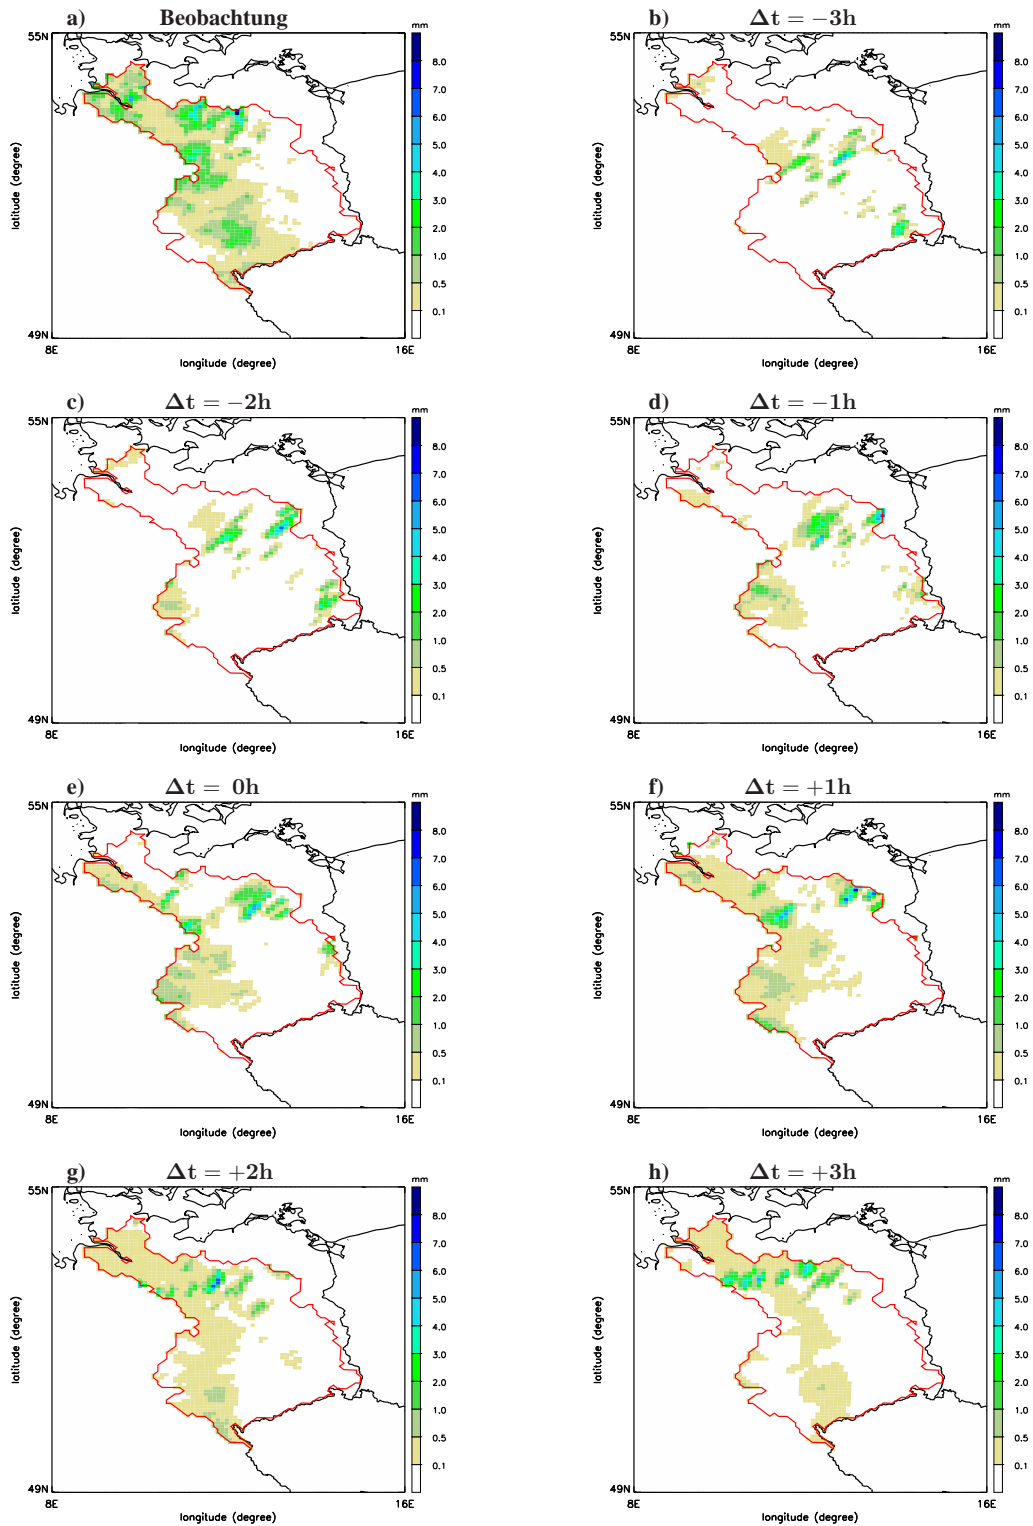 a) Beobachtung
mm
55N
8.0
7.0
6.0
5.0
4.0
3.0
2.0
1.0
0.5
0.1
latitude (degree)
49N
8E
16E
longitude (degree)
b) Δt = −3h
mm
55N
8.0
7.0
6.0
5.0
4.0
3.0
2.0
1.0
0.5
0.1
latitude (degree)
49N
8E
16E
longitude (degree)
c) Δt = −2h
mm
55N
8.0
7.0
6.0
5.0
4.0
3.0
2.0
1.0
0.5
0.1
latitude (degree)
49N
8E
16E
longitude (degree)
d) Δt = −1h
mm
55N
8.0
7.0
6.0
5.0
4.0
3.0
2.0
1.0
0.5
0.1
latitude (degree)
49N
8E
16E
longitude (degree)
e) Δt = 0h
mm
55N
8.0
7.0
6.0
5.0
4.0
3.0
2.0
1.0
0.5
0.1
latitude (degree)
49N
8E
16E
longitude (degree)
f) Δt = +1h
mm
55N
8.0
7.0
6.0
5.0
4.0
3.0
2.0
1.0
0.5
0.1
latitude (degree)
49N
8E
16E
longitude (degree)
g) Δt = +2h
mm
55N
8.0
7.0
6.0
5.0
4.0
3.0
2.0
1.0
0.5
0.1
latitude (degree)
49N
8E
16E
longitude (degree)
h) Δt = +3h
mm
55N
8.0
7.0
6.0
5.0
4.0
3.0
2.0
1.0
0.5
0.1
latitude (degree)
49N
8E
16E
longitude (degree)